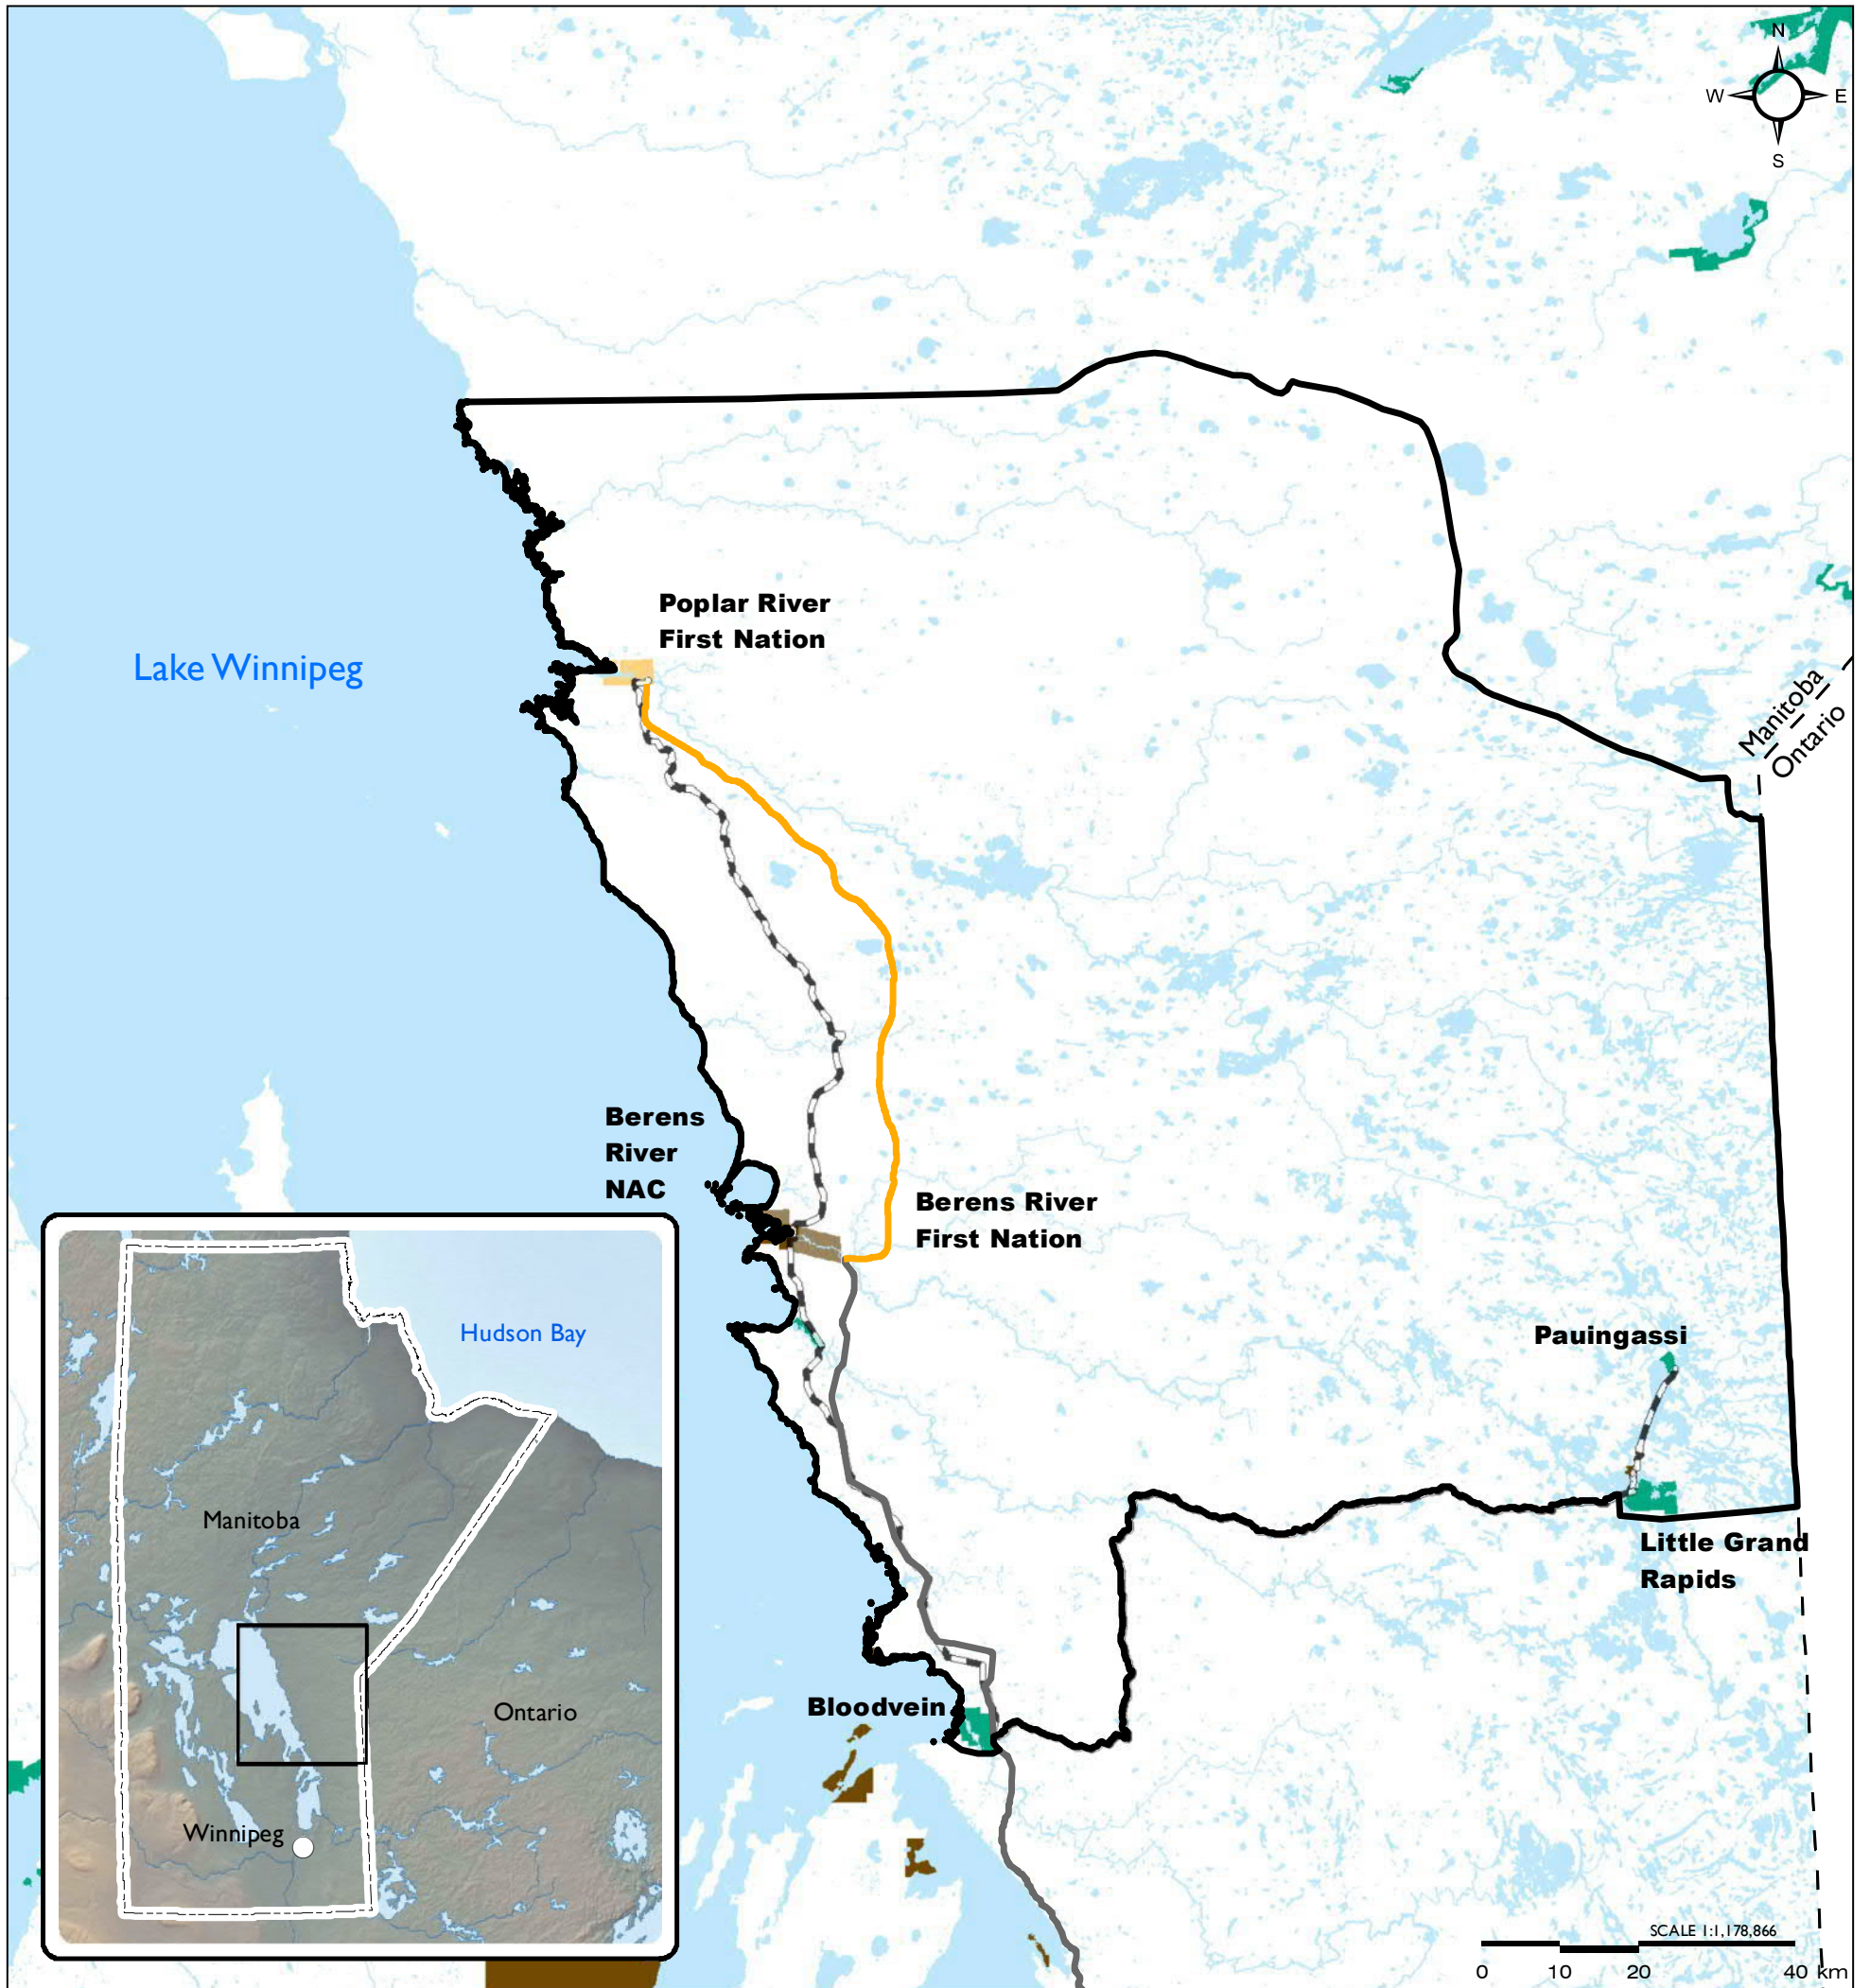 N
W
E
S
Poplar River
First Nation
Lake Winnipeg
Manitoba
Ontario
Berens
River
NAC
Berens River
First Nation
Hudson Bay
Pauingassi
Manitoba
Little Grand
Rapids
Bloodvein
Ontario
Winnipeg
SCALE 1:1,178,866
0 10 20 40 km